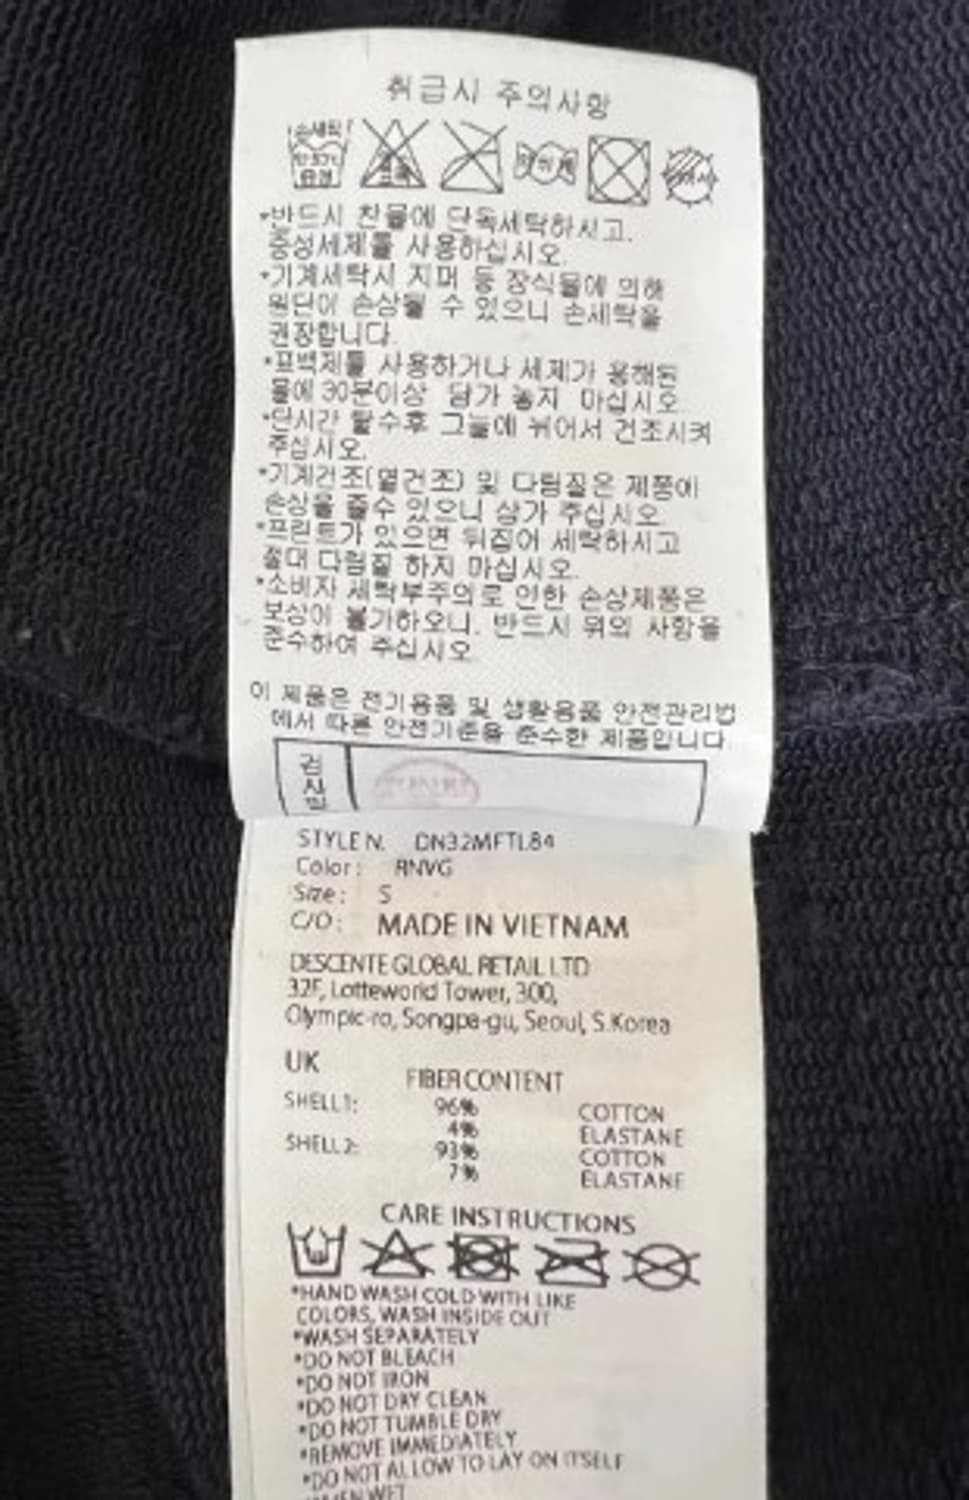 취급시 주의사항
손세탁
중성
*반드시 찬물에 단독세탁하시고,
중성세제를 사용하십시오.
*기계세탁시 지퍼 등 장식물에 의해
원단이 손상될 수 있으니 손세탁을
권장합니다.
*표백제를 사용하거나 세제가 용해된
물에 30분이상 담가 놓지 마십시오.
*단시간 탈수후 그늘에 뉘어서 건조시켜
주십시오.
*기계건조(열건조) 및 다림질은 제품에
손상을 줄수 있으니 삼가 주십시오.
*프린트가 있으면 뒤집어 세탁하시고
절대 다림질 하지 마십시오.
*소비자 세탁부주의로 인한 손상제품은
보상이 불가하오니, 반드시 위의 사항을
준수하여 주십시오.
이 제품은 전기용품 및 생활용품 안전관리법
에서 따른 안전기준을 준수한 제품입니다.
검
사
필
STYLE N. DN32MFTL84
Color: RNVG
Size: S
C/O: MADE IN VIETNAM
DESCENTE GLOBAL RETAIL LTD
32F, Lotteworld Tower, 300,
Olympic-ro, Songpa-gu, Seoul, S.Korea
UK
FIBER CONTENT
SHELL1: 96% COTTON
4% ELASTANE
SHELL2: 93% COTTON
7% ELASTANE
CARE INSTRUCTIONS
*HAND WASH COLD WITH LIKE
COLORS, WASH INSIDE OUT
*WASH SEPARATELY
*DO NOT BLEACH
*DO NOT IRON
*DO NOT DRY CLEAN
*DO NOT TUMBLE DRY
*REMOVE IMMEDIATELY
*DO NOT ALLOW TO LAY ON ITSELF
WHEN WET